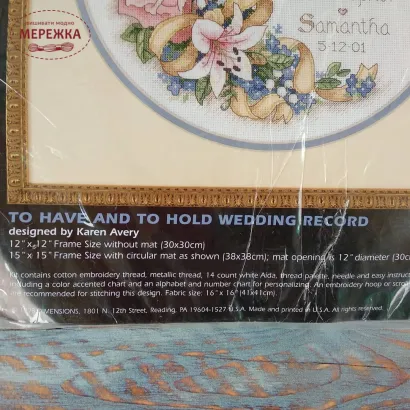 вишивати модно
МЕРЕЖКА
Samantha
5·12·01
TO HAVE AND TO HOLD WEDDING RECORD
designed by Karen Avery
12" x 12" Frame Size without mat (30x30cm)
15" x 15" Frame Size with circular mat as shown (38x38cm); mat opening is 12" diameter (30c
Kit contains cotton embroidery thread, metallic thread, 14 count white Aida, thread palette, needle and easy instruc
including a color accented chart and an alphabet and number chart for personalizing. An embroidery hoop or scro
are recommended for stitching this design. Fabric size: 16" x 16" (41x41cm).
DIMENSIONS, 1801 N. 12th Street, Reading, PA 19604-1527 U.S.A. Made and printed in U.S.A. All rights reserved.